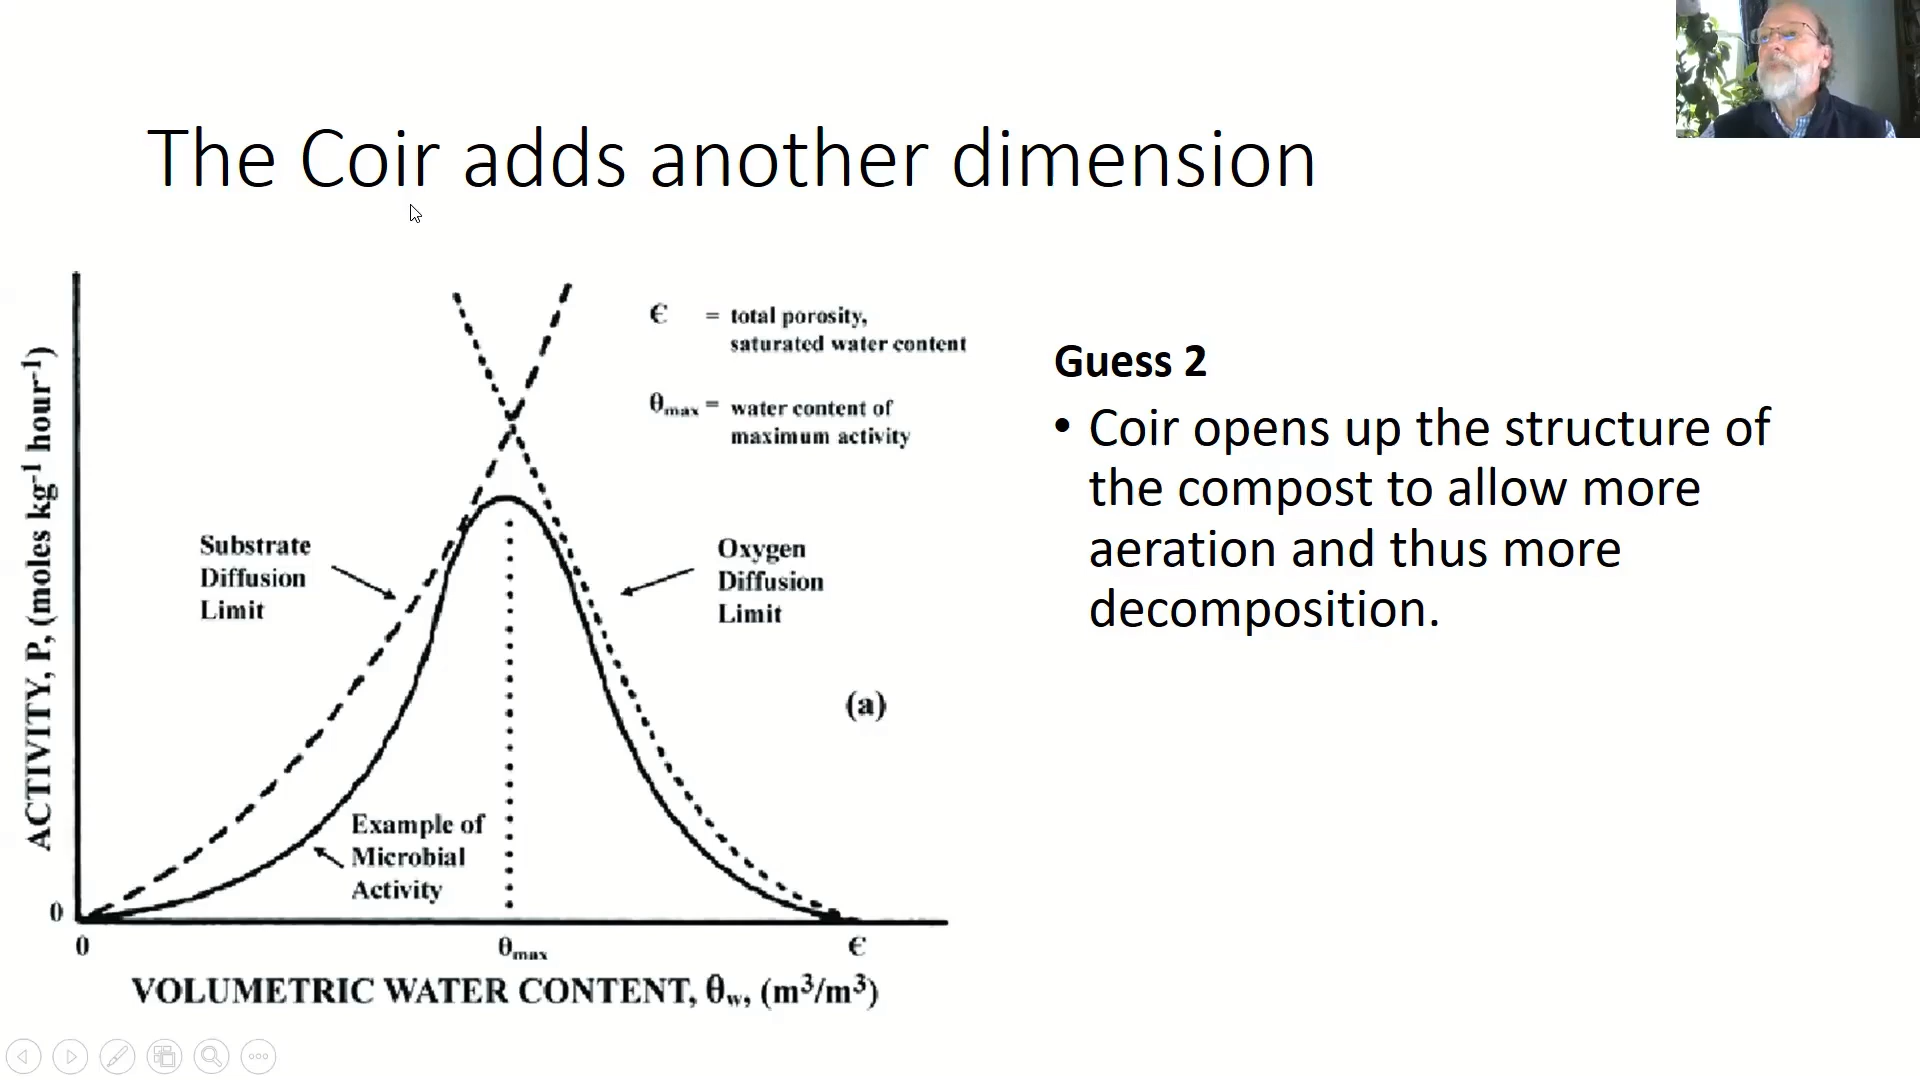 The Coir adds another dimension
Є = total porosity,
saturated water content
θmax = water content of
maximum activity
Substrate
Diffusion
Limit
Oxygen
Diffusion
Limit
(a)
Example of
Microbial
Activity
ACTIVITY, P, (moles kg⁻¹ hour⁻¹)
0
0
θmax
Є
VOLUMETRIC WATER CONTENT, θw, (m³/m³)
Guess 2
• Coir opens up the structure of
the compost to allow more
aeration and thus more
decomposition.